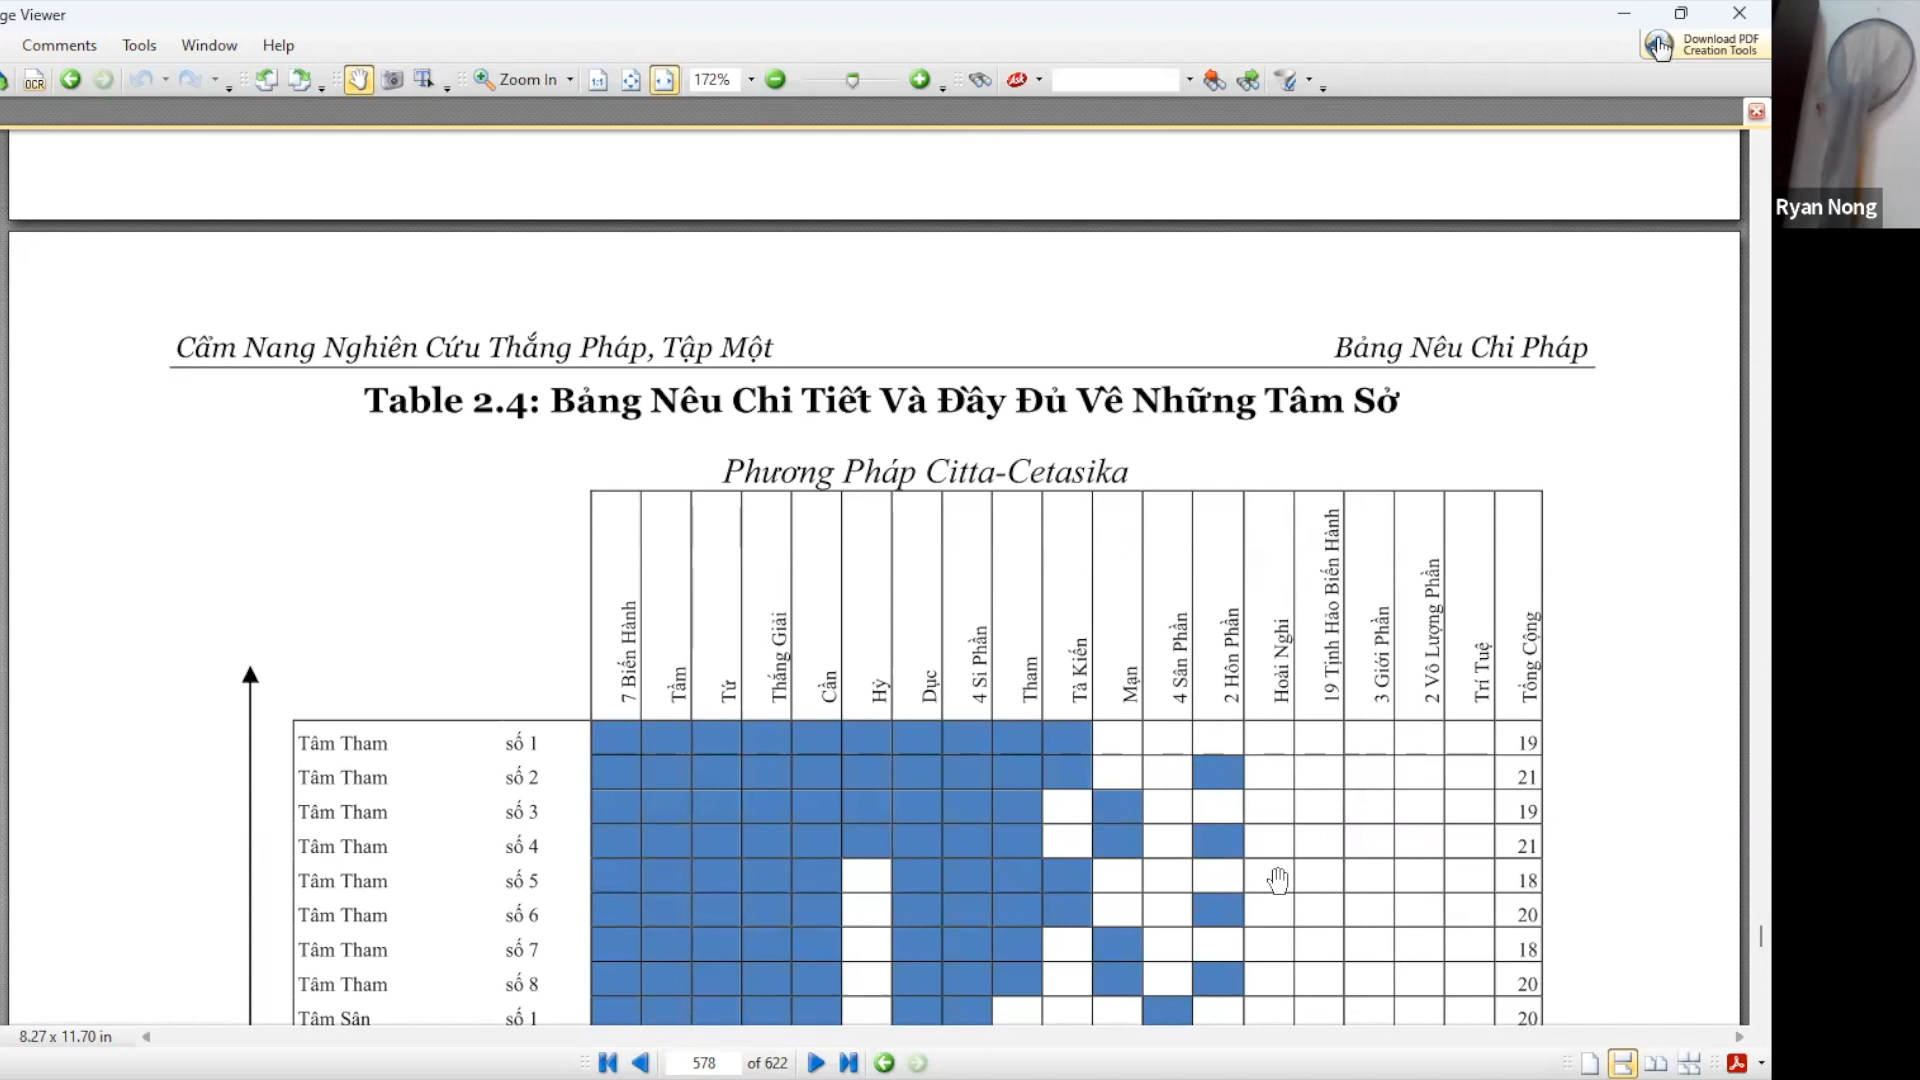 ge Viewer
Comments Tools Window Help
Download PDF
Creation Tools
OCR
Zoom In
1:1
172%
Ask
Ryan Nong
Cẩm Nang Nghiên Cứu Thắng Pháp, Tập Một Bảng Nêu Chi Pháp
Table 2.4: Bảng Nêu Chi Tiết Và Đầy Đủ Về Những Tâm Sở
Phương Pháp Citta-Cetasika
7 Biến Hành
Tầm
Tứ
Thắng Giải
Cần
Hỷ
Dục
4 Si Phần
Tham
Tà Kiến
Mạn
4 Sân Phần
2 Hôn Phần
Hoài Nghi
19 Tịnh Hảo Biến Hành
3 Giới Phần
2 Vô Lượng Phần
Trí Tuệ
Tổng Cộng
Tâm Tham số 1 19
Tâm Tham số 2 21
Tâm Tham số 3 19
Tâm Tham số 4 21
Tâm Tham số 5 18
Tâm Tham số 6 20
Tâm Tham số 7 18
Tâm Tham số 8 20
Tâm Sân số 1 20
8.27 x 11.70 in
578 of 622